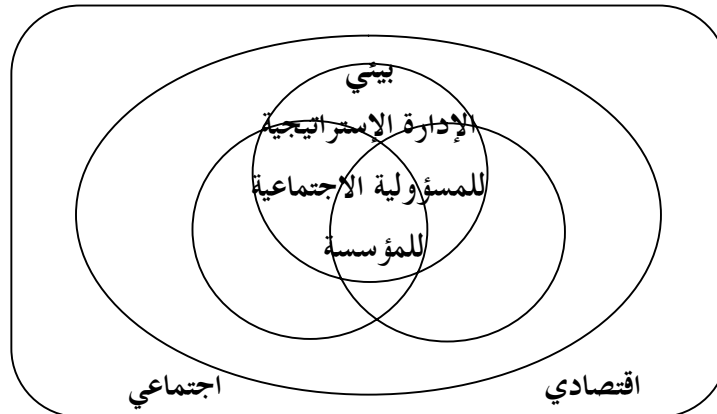 بيئي
الإدارة الإستراتيجية
للمسؤولية الاجتماعية
للمؤسسة
اقتصادي
اجتماعي